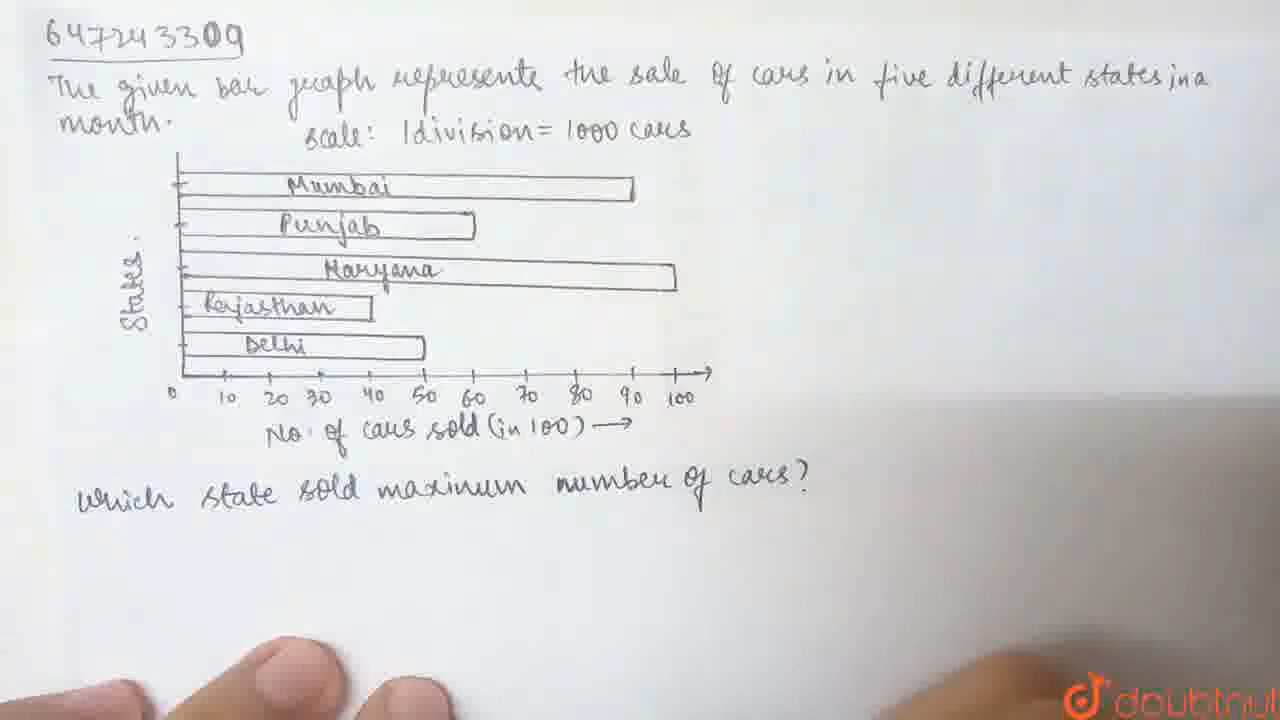 647243309
The given bar graph represents the sale of cars in five different states in a
month.
scale: 1 division = 1000 cars
Mumbai
Punjab
Haryana
Rajasthan
Delhi
States.
0 10 20 30 40 50 60 70 80 90 100
No. of cars sold (in 100) →
Which state sold maximum number of cars?
doubtnut